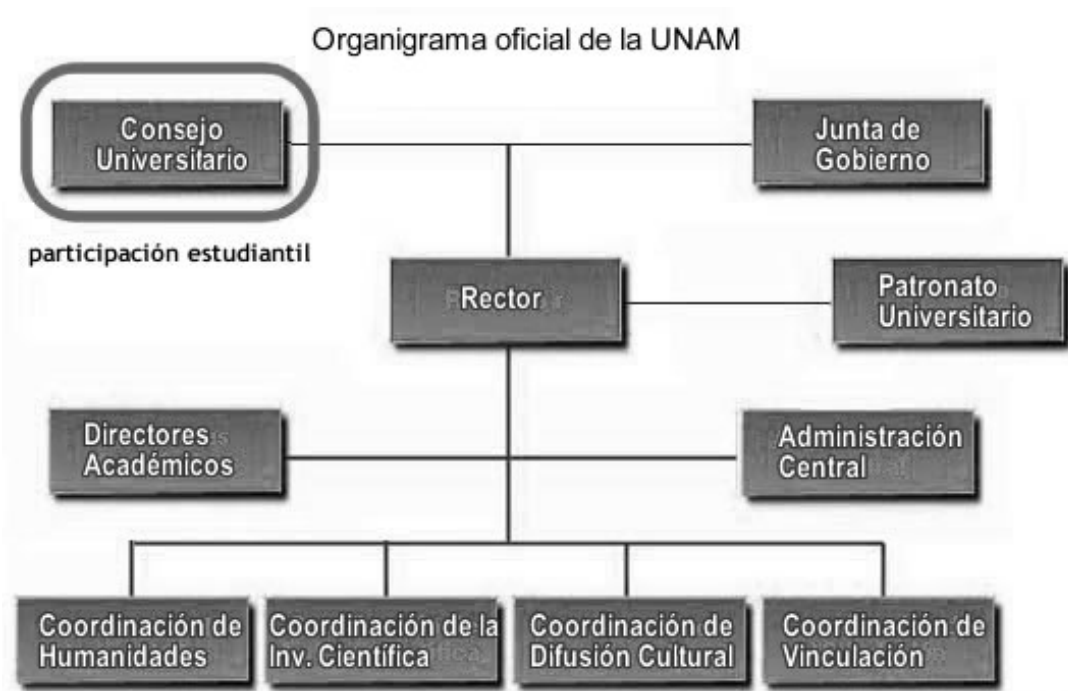 Organigrama oficial de la UNAM
Consejo
Universitario
Junta de
Gobierno
participación estudiantil
Rector
Patronato
Universitario
Directores
Académicos
Administración
Central
Coordinación de
Humanidades
Coordinación de la
Inv. Científica
Coordinación de
Difusión Cultural
Coordinación de
Vinculación